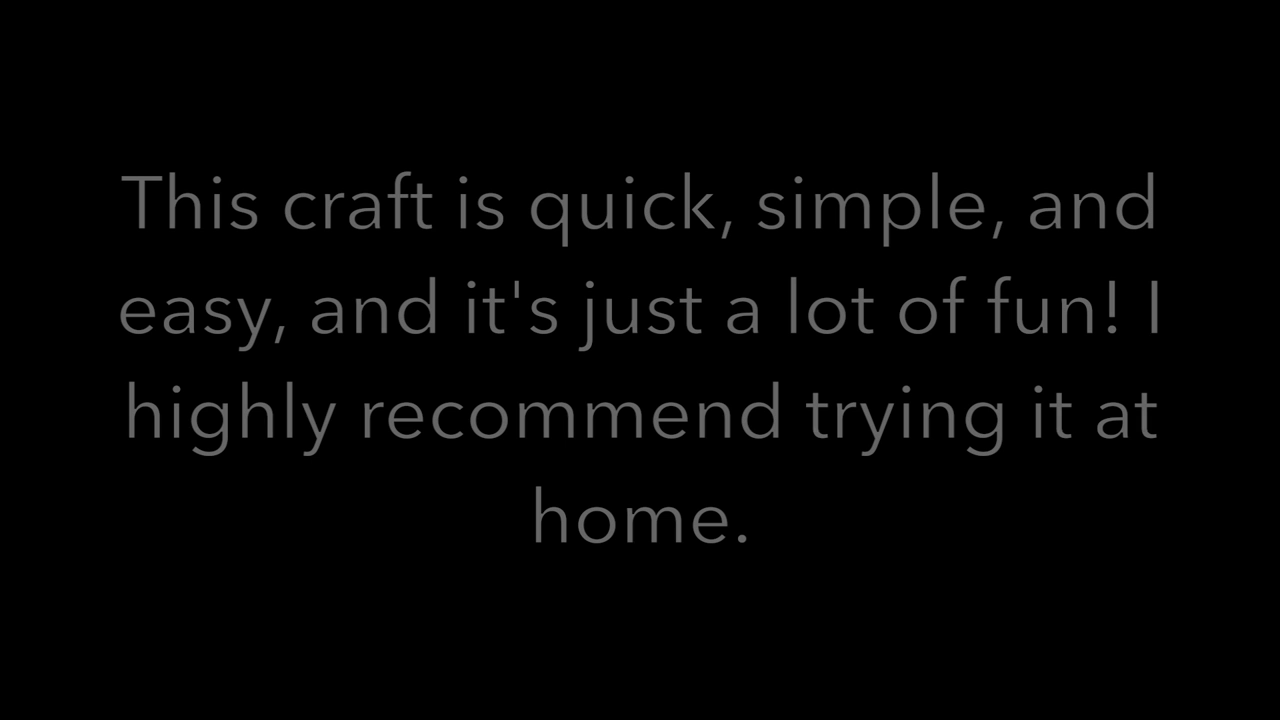 This craft is quick, simple, and
easy, and it's just a lot of fun! I
highly recommend trying it at
home.